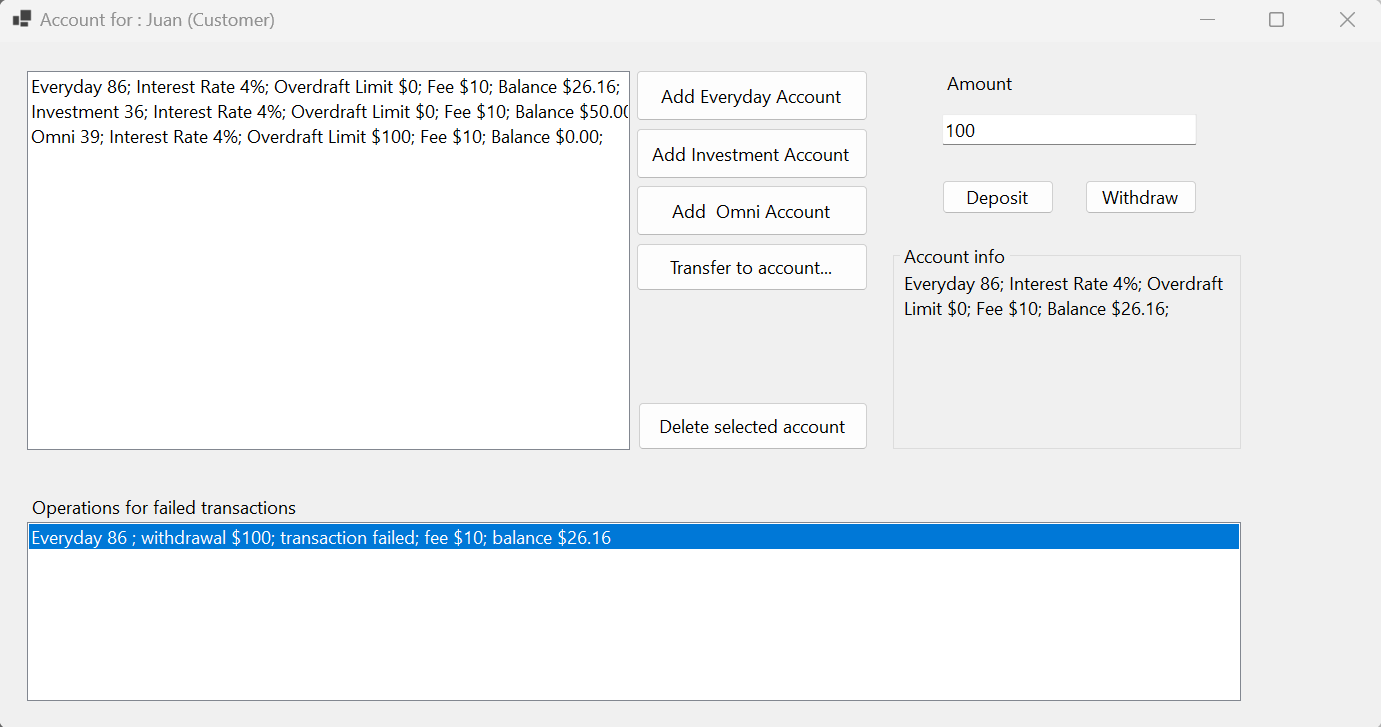 Account for : Juan (Customer)
Everyday 86; Interest Rate 4%; Overdraft Limit $0; Fee $10; Balance $26.16;
Investment 36; Interest Rate 4%; Overdraft Limit $0; Fee $10; Balance $50.00
Omni 39; Interest Rate 4%; Overdraft Limit $100; Fee $10; Balance $0.00;
Add Everyday Account
Add Investment Account
Add  Omni Account
Transfer to account...
Delete selected account
Amount
100
Deposit
Withdraw
Account info
Everyday 86; Interest Rate 4%; Overdraft
Limit $0; Fee $10; Balance $26.16;
Operations for failed transactions
Everyday 86 ; withdrawal $100; transaction failed; fee $10; balance $26.16